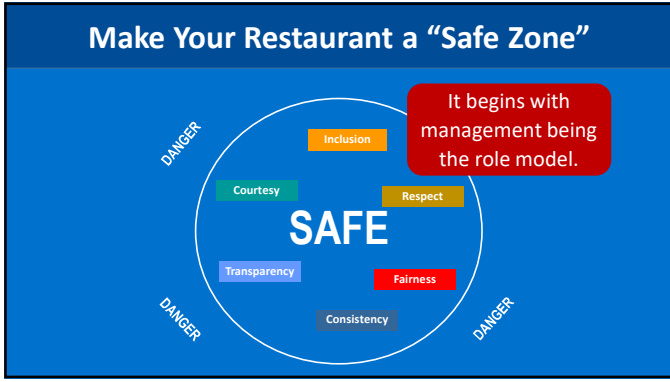 Make Your Restaurant a “Safe Zone”
It begins with
management being
the role model.
DANGER
Inclusion
Courtesy
Respect
SAFE
Transparency
Fairness
Consistency
DANGER
DANGER